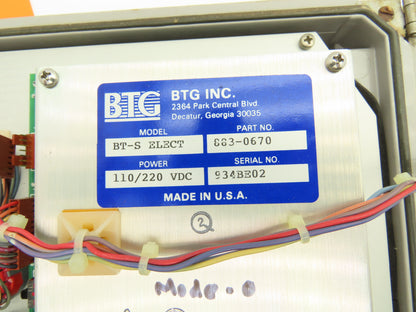 BTG
BTG INC.
2364 Park Central Blvd.
Decatur, Georgia 30035
MODEL PART NO.
BT-S ELECT 883-0670
POWER SERIAL NO.
110/220 VDC 934BE02
MADE IN U.S.A.
2